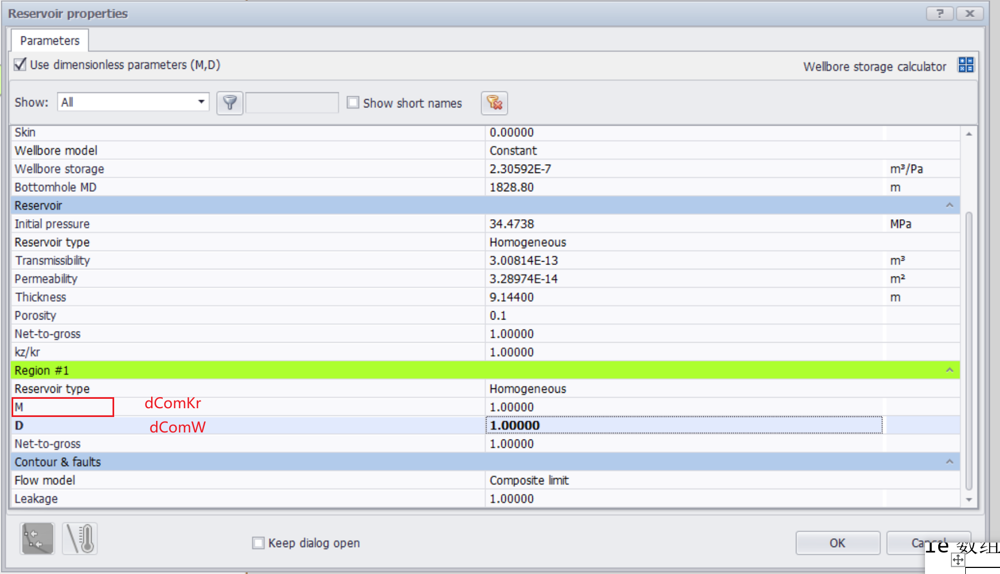 Reservoir properties
Parameters
Use dimensionless parameters (M,D)
Wellbore storage calculator
Show: All
Show short names
Skin 0.00000
Wellbore model Constant
Wellbore storage 2.30592E-7 m³/Pa
Bottomhole MD 1828.80 m
Reservoir
Initial pressure 34.4738 MPa
Reservoir type Homogeneous
Transmissibility 3.00814E-13 m³
Permeability 3.28974E-14 m²
Thickness 9.14400 m
Porosity 0.1
Net-to-gross 1.00000
kz/kr 1.00000
Region #1
Reservoir type Homogeneous
M dComKr 1.00000
D dComW 1.00000
Net-to-gross 1.00000
Contour & faults
Flow model Composite limit
Leakage 1.00000
Keep dialog open
OK
Cancel
数组